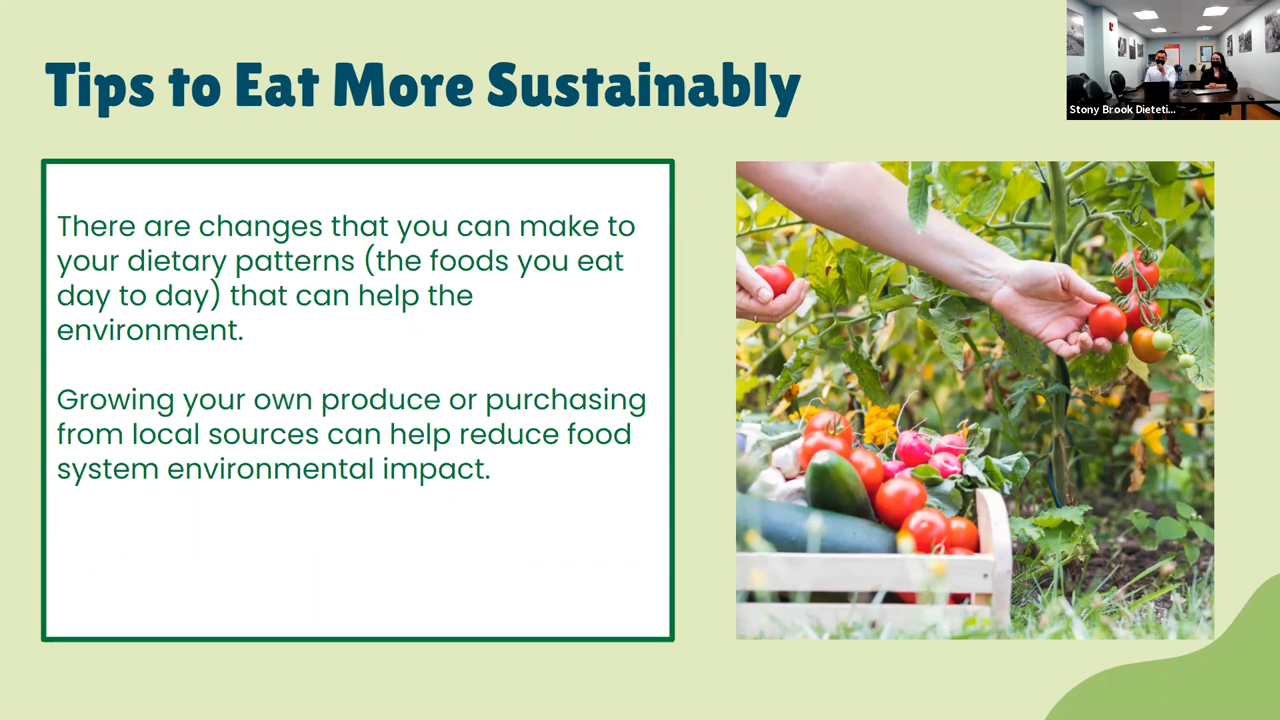 Tips to Eat More Sustainably
Stony Brook Dieteti...
There are changes that you can make to
your dietary patterns (the foods you eat
day to day) that can help the
environment.
Growing your own produce or purchasing
from local sources can help reduce food
system environmental impact.